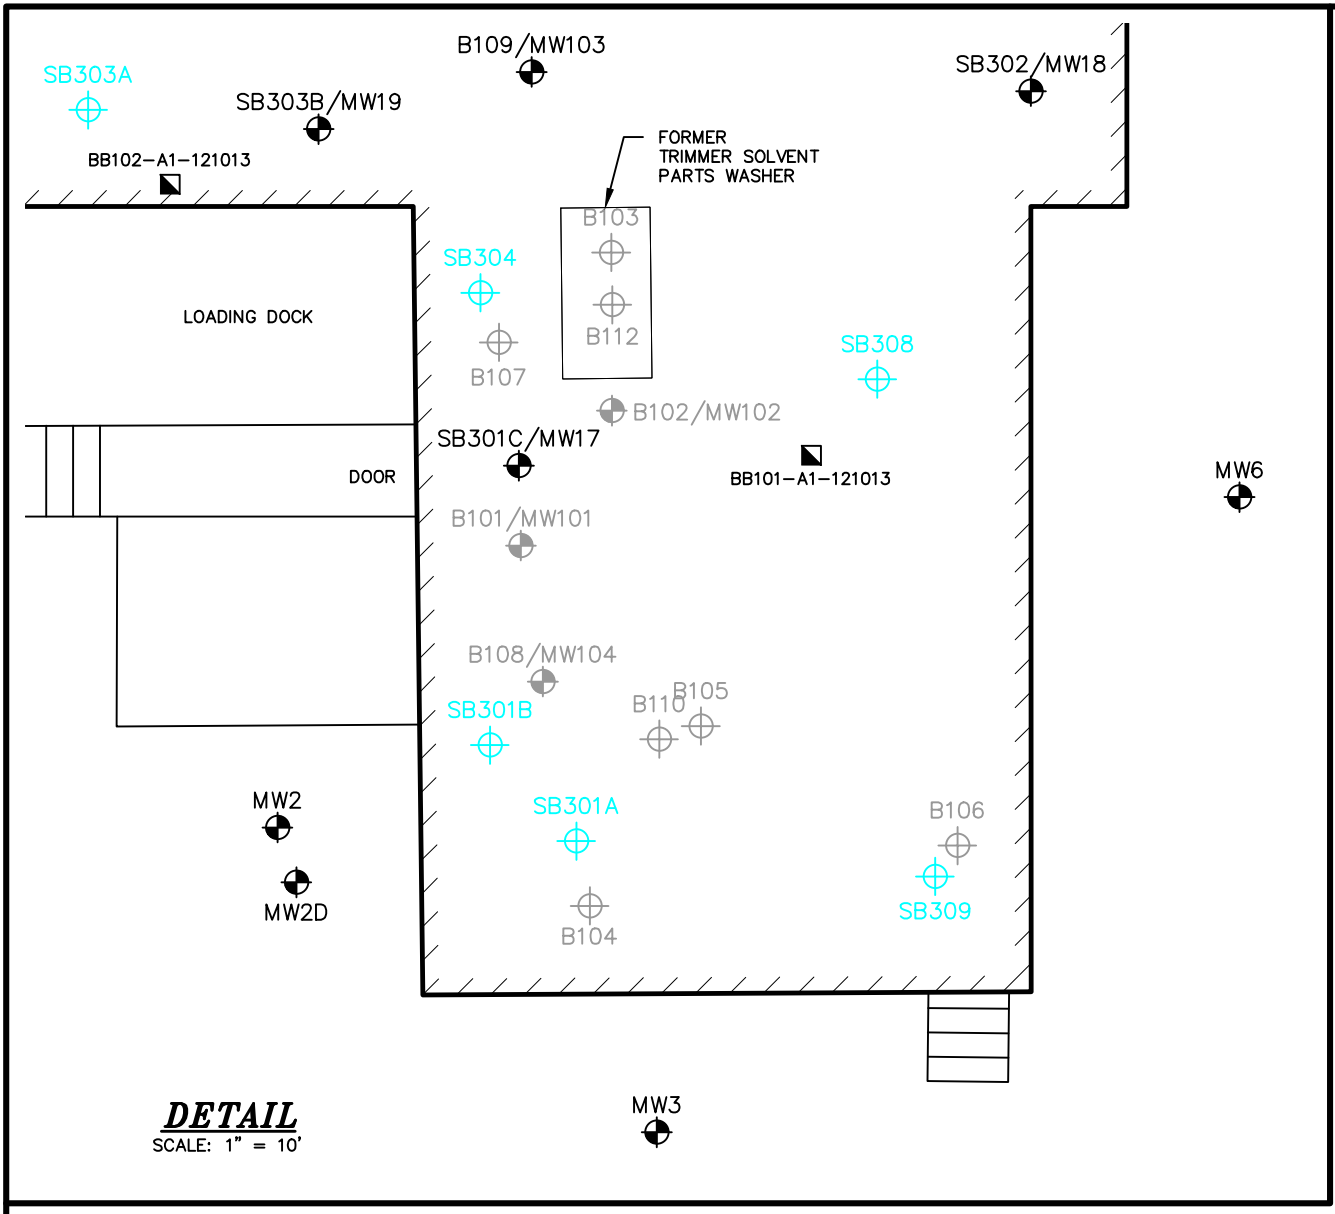 B109/MW103
SB302/MW18
SB303A
SB303B/MW19
FORMER
TRIMMER SOLVENT
PARTS WASHER
BB102-A1-121013
B103
SB304
LOADING DOCK
B112
SB308
B107
B102/MW102
SB301C/MW17
DOOR
BB101-A1-121013
MW6
B101/MW101
B108/MW104
B105
B110
SB301B
MW2
SB301A
B106
MW2D
SB309
B104
MW3
DETAIL
SCALE: 1" = 10'